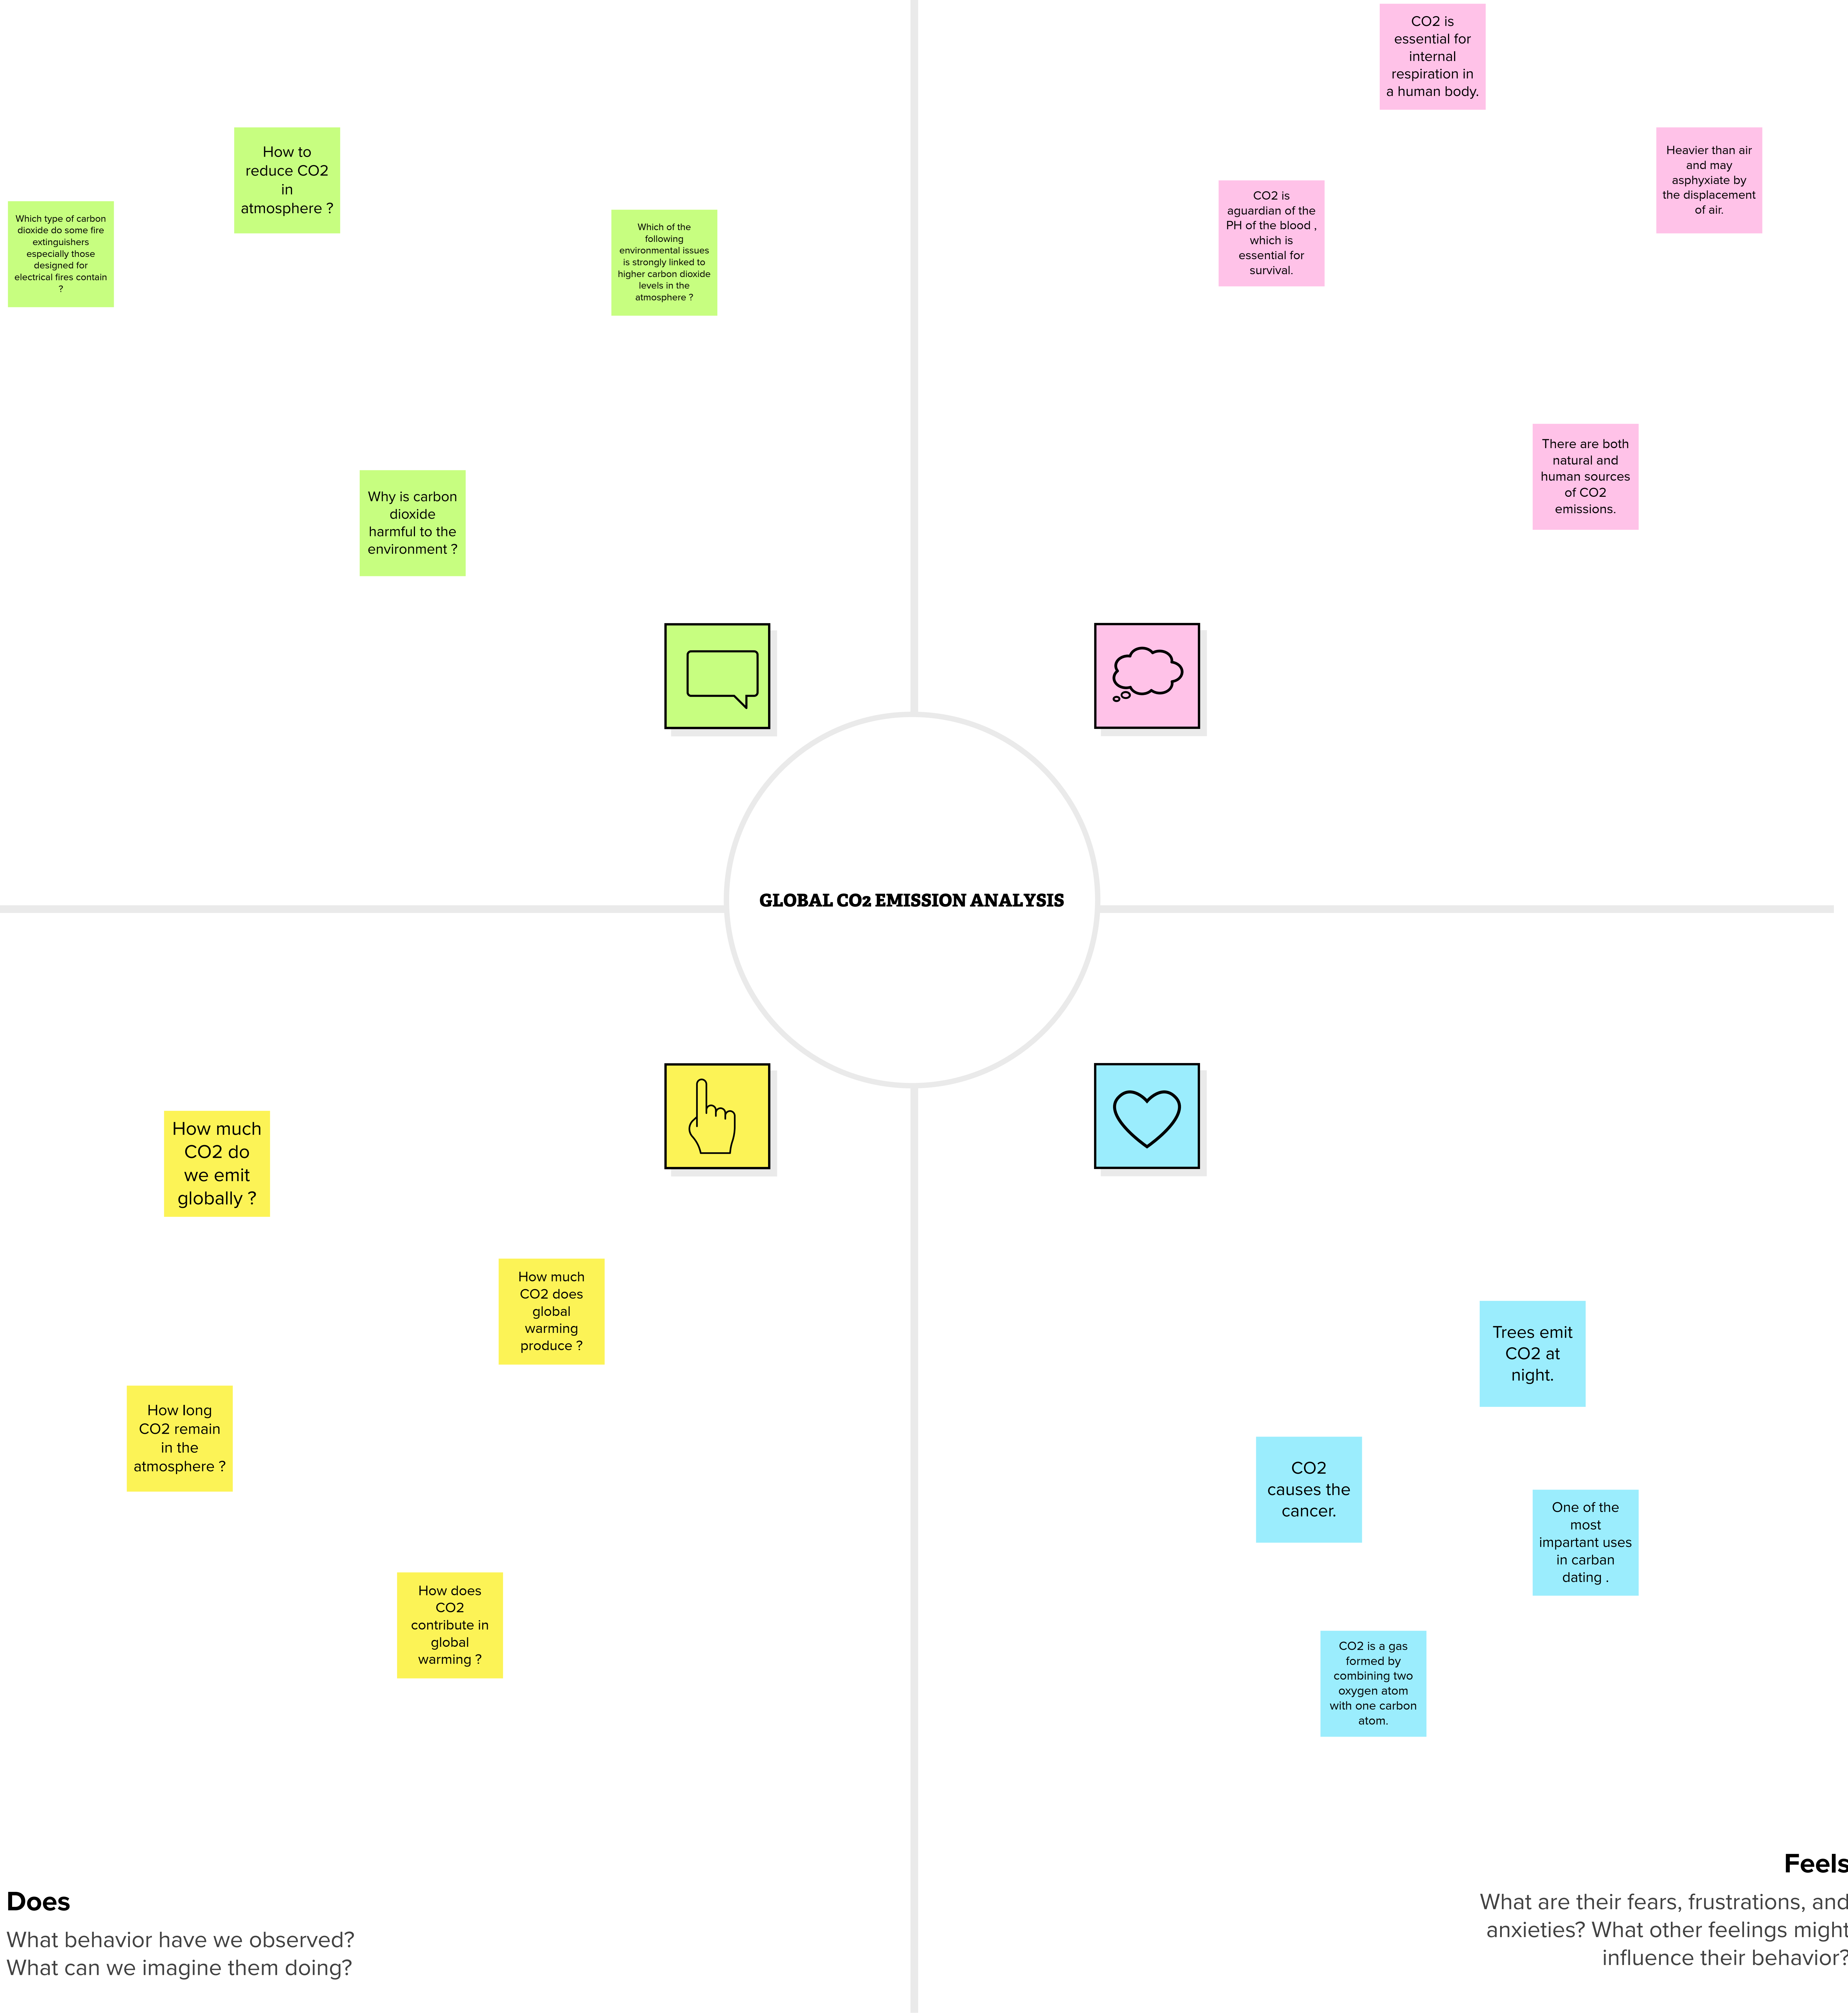 CO2 is
essential for
internal
respiration in
a human body.
How to
reduce CO2
in
atmosphere ?
Heavier than air
and may
asphyxiate by
the displacement
of air.
CO2 is
aguardian of the
PH of the blood ,
which is
essential for
survival.
Which type of carbon
dioxide do some fire
extinguishers
especially those
designed for
electrical fires contain
?
Which of the
following
environmental issues
is strongly linked to
higher carbon dioxide
levels in the
atmosphere ?
There are both
natural and
human sources
of CO2
emissions.
Why is carbon
dioxide
harmful to the
environment ?
GLOBAL CO2 EMISSION ANALYSIS
How much
CO2 do
we emit
globally ?
How much
CO2 does
global
warming
produce ?
How long
CO2 remain
in the
atmosphere ?
How does
CO2
contribute in
global
warming ?
Trees emit
CO2 at
night.
CO2
causes the
cancer.
One of the
most
impartant uses
in carban
dating .
CO2 is a gas
formed by
combining two
oxygen atom
with one carbon
atom.
Does
What behavior have we observed?
What can we imagine them doing?
Feels
What are their fears, frustrations, and
anxieties? What other feelings might
influence their behavior?